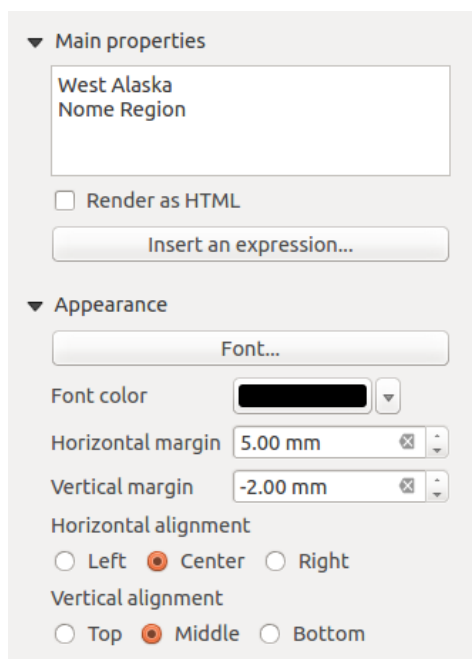 Main properties
West Alaska
Nome Region
Render as HTML
Insert an expression...
Appearance
Font...
Font color
Horizontal margin 5.00 mm
Vertical margin -2.00 mm
Horizontal alignment
Left Center Right
Vertical alignment
Top Middle Bottom